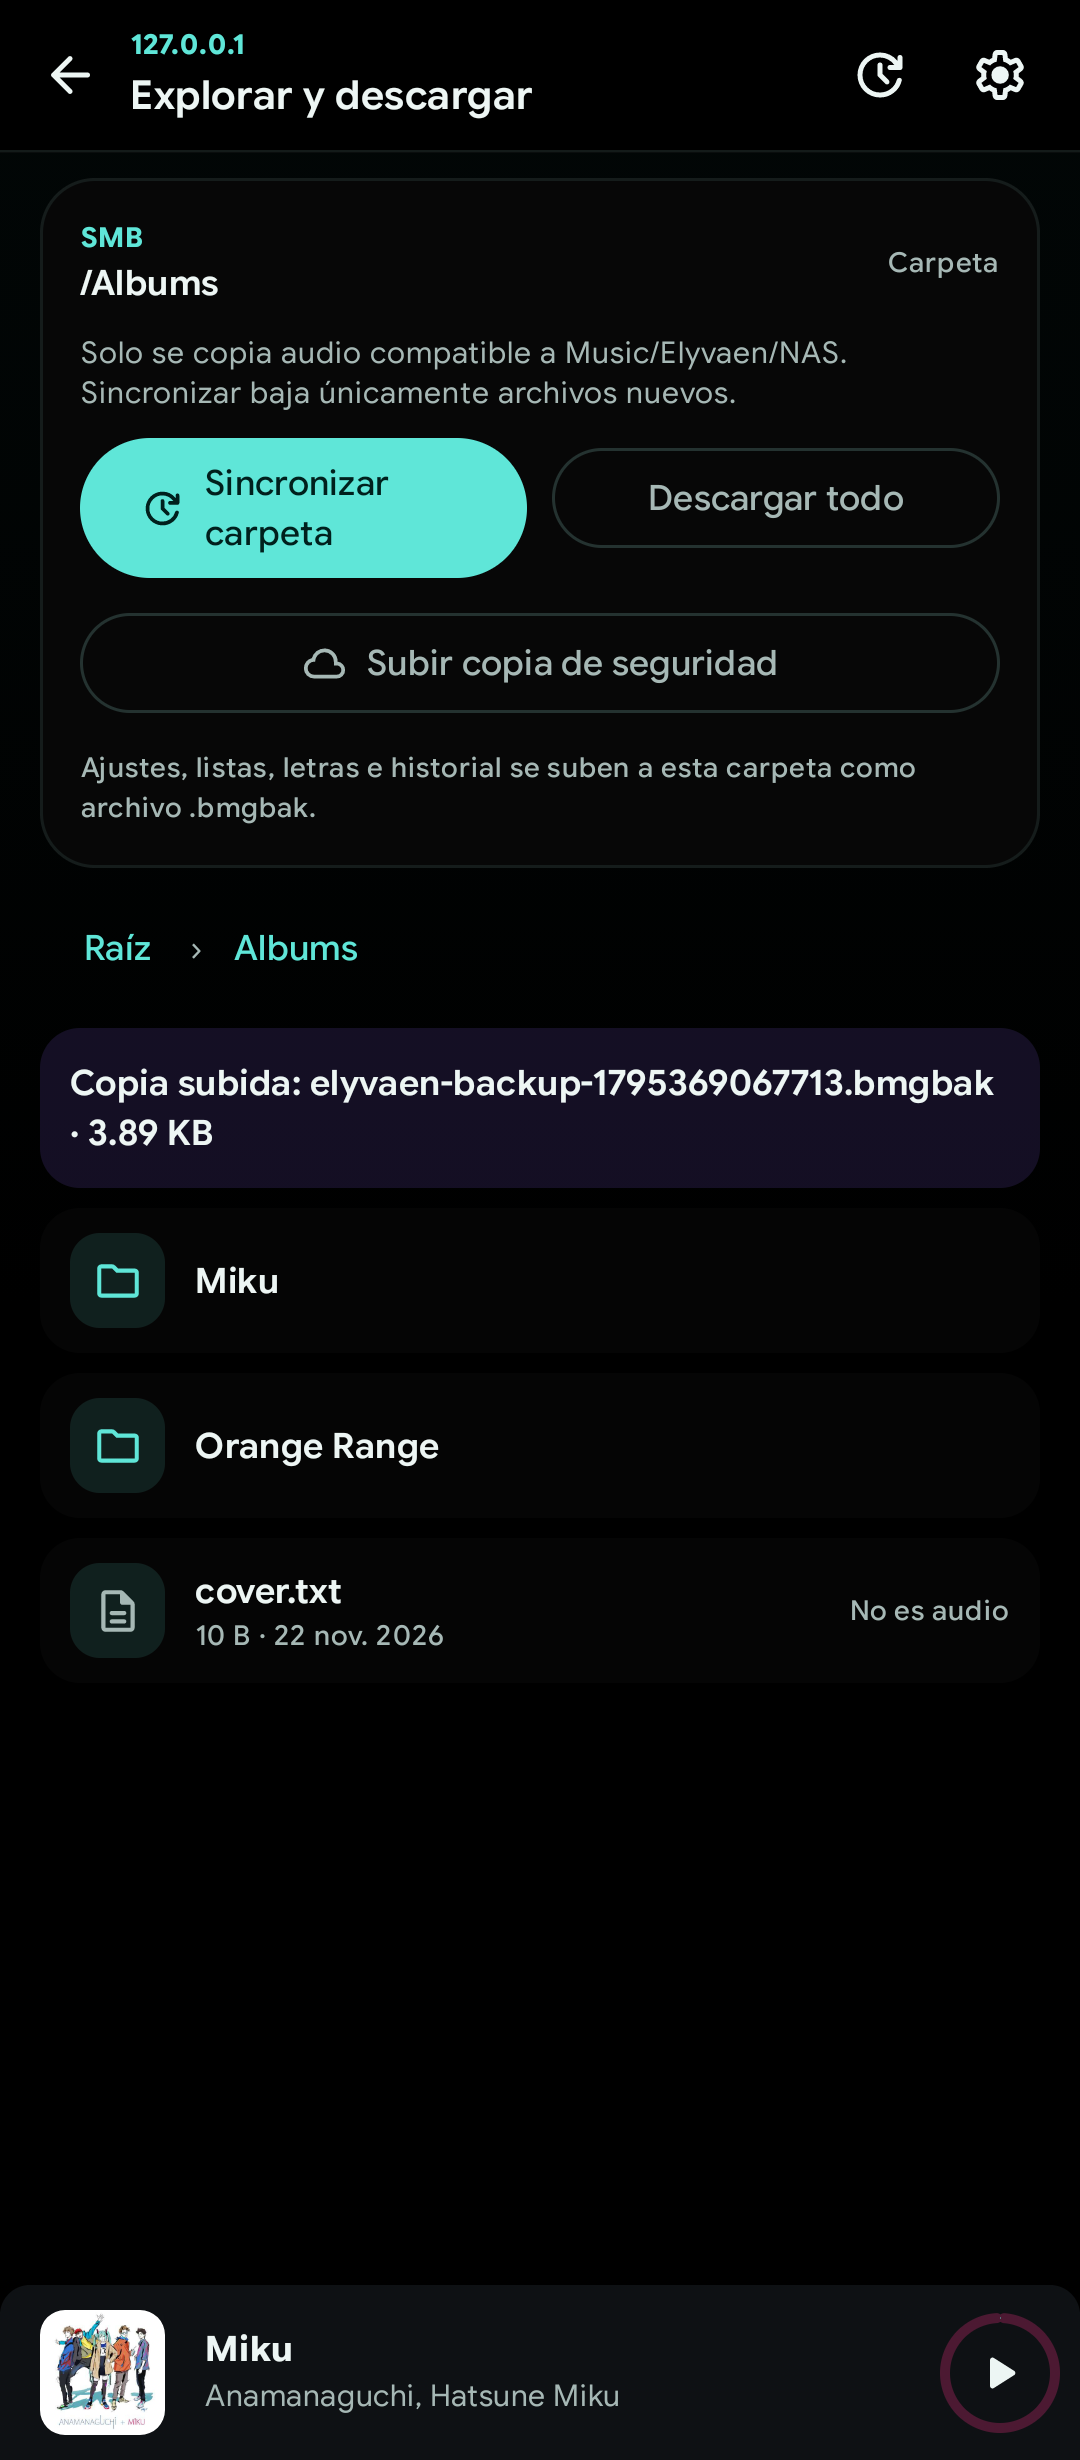 127.0.0.1
Explorar y descargar
SMB
/Albums
Carpeta
Solo se copia audio compatible a Music/Elyvaen/NAS.
Sincronizar baja únicamente archivos nuevos.
Sincronizar
carpeta
Descargar todo
Subir copia de seguridad
Ajustes, listas, letras e historial se suben a esta carpeta como
archivo .bmgbak.
Raíz › Albums
Copia subida: elyvaen-backup-1795369067713.bmgbak
· 3.89 KB
Miku
Orange Range
cover.txt
10 B · 22 nov. 2026
No es audio
ANAMANAGUCHI + MIKU
Miku
Anamanaguchi, Hatsune Miku